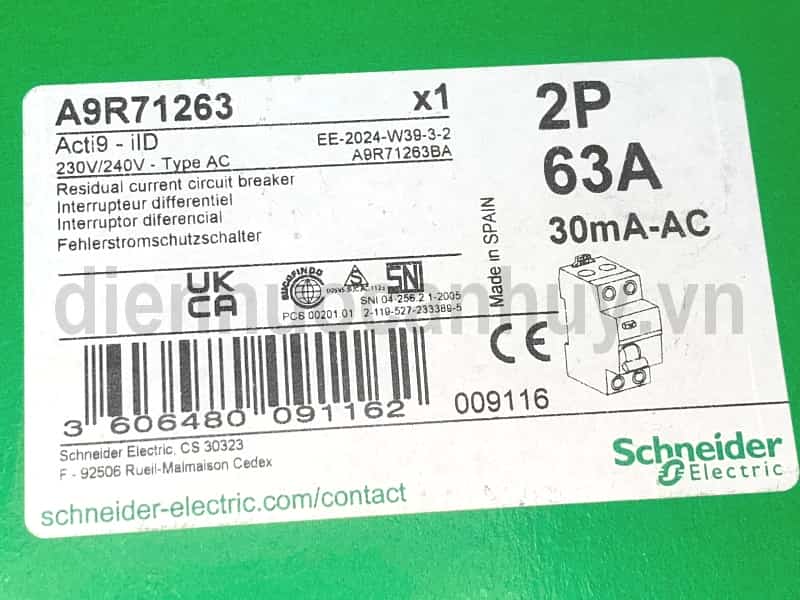 A9R71263
x1
Acti9 - iID
EE-2024-W39-3-2
230V/240V - Type AC
A9R71263BA
Residual current circuit breaker
Interrupteur differentiel
Interruptor diferencial
Fehlerstromschutzschalter
2P
63A
30mA-AC
Made in SPAIN
UK
CA
SUCOFINDO
SNI
SNI 04-256.2.1-2005
PCS 00201.01 2-119-527-233389-5
CE
diennuoctanhuy.vn
3 606480 091162
009116
Schneider Electric, CS 30323
F - 92506 Rueil-Malmaison Cedex
schneider-electric.com/contact
Schneider
Electric